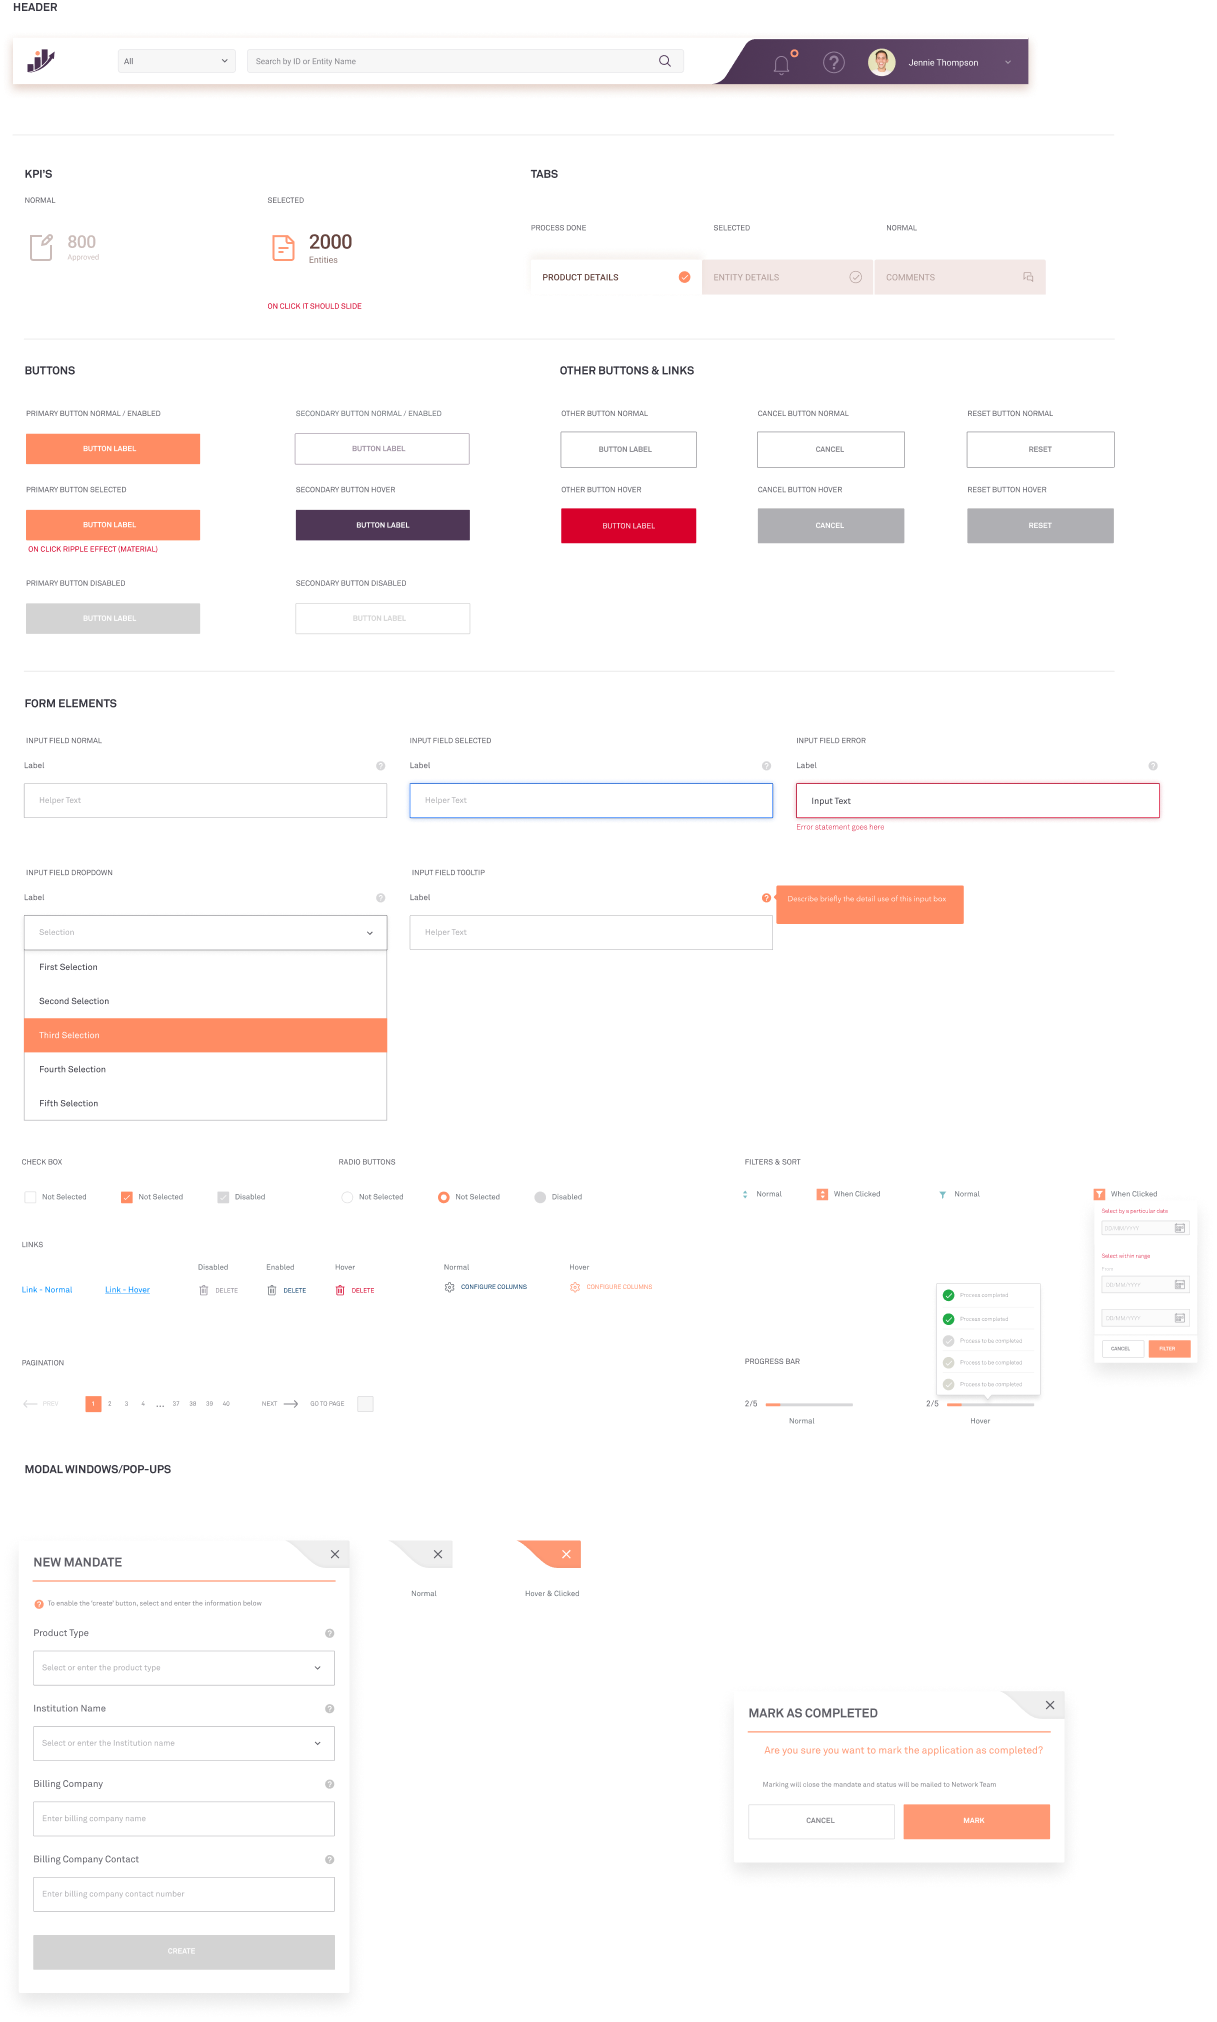 HEADER
All
Search by ID or Entity Name
?
Jennie Thompson
KPI'S
TABS
NORMAL
SELECTED
PROCESS DONE
SELECTED
NORMAL
800
Approved
2000
Entities
PRODUCT DETAILS
ENTITY DETAILS
COMMENTS
ON CLICK IT SHOULD SLIDE
BUTTONS
OTHER BUTTONS & LINKS
PRIMARY BUTTON NORMAL / ENABLED
SECONDARY BUTTON NORMAL / ENABLED
OTHER BUTTON NORMAL
CANCEL BUTTON NORMAL
RESET BUTTON NORMAL
BUTTON LABEL
BUTTON LABEL
BUTTON LABEL
CANCEL
RESET
PRIMARY BUTTON SELECTED
SECONDARY BUTTON HOVER
OTHER BUTTON HOVER
CANCEL BUTTON HOVER
RESET BUTTON HOVER
BUTTON LABEL
BUTTON LABEL
BUTTON LABEL
CANCEL
RESET
ON CLICK RIPPLE EFFECT (MATERIAL)
PRIMARY BUTTON DISABLED
SECONDARY BUTTON DISABLED
BUTTON LABEL
BUTTON LABEL
FORM ELEMENTS
INPUT FIELD NORMAL
INPUT FIELD SELECTED
INPUT FIELD ERROR
Label
?
Label
?
Label
?
Helper Text
Helper Text
Input Text
Error statement goes here
INPUT FIELD DROPDOWN
INPUT FIELD TOOLTIP
Label
?
Label
?
Describe briefly the detail use of this input box
Selection
Helper Text
First Selection
Second Selection
Third Selection
Fourth Selection
Fifth Selection
CHECK BOX
RADIO BUTTONS
FILTERS & SORT
Not Selected
Not Selected
Disabled
Not Selected
Not Selected
Disabled
Normal
When Clicked
Normal
When Clicked
Select by a particular date
DD/MM/YYYY
Select within range
From
DD/MM/YYYY
DD/MM/YYYY
CANCEL
FILTER
LINKS
Disabled
Enabled
Hover
Normal
Hover
Link - Normal
Link - Hover
DELETE
DELETE
DELETE
CONFIGURE COLUMNS
CONFIGURE COLUMNS
Process completed
Process completed
Process to be completed
Process to be completed
Process to be completed
PAGINATION
PROGRESS BAR
PREV
1 2 3 4 ... 37 38 39 40
NEXT
GO TO PAGE
2/5
Normal
2/5
Hover
MODAL WINDOWS/POP-UPS
NEW MANDATE
Normal
Hover & Clicked
? To enable the 'create' button, select and enter the information below
Product Type
?
Select or enter the product type
Institution Name
?
Select or enter the Institution name
Billing Company
?
Enter billing company name
Billing Company Contact
?
Enter billing company contact number
CREATE
MARK AS COMPLETED
Are you sure you want to mark the application as completed?
Marking will close the mandate and status will be mailed to Network Team
CANCEL
MARK